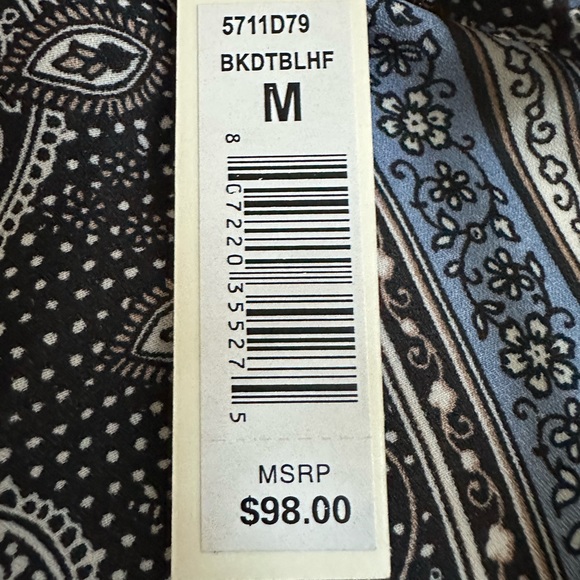 5711D79
BKDTBLHF
M
8 67220 35527 5
MSRP
$98.00